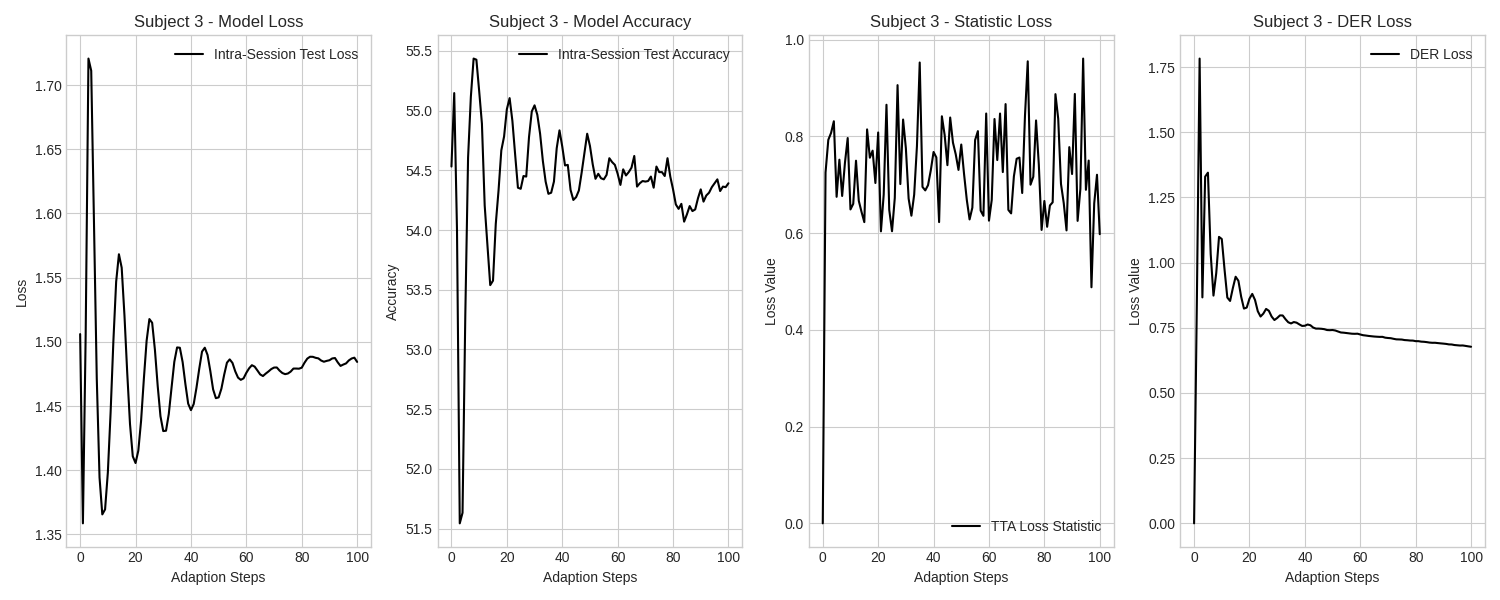 Subject 3 - Model Loss
Intra-Session Test Loss
Loss
1.70
1.65
1.60
1.55
1.50
1.45
1.40
1.35
0 20 40 60 80 100
Adaption Steps
Subject 3 - Model Accuracy
Intra-Session Test Accuracy
Accuracy
55.5
55.0
54.5
54.0
53.5
53.0
52.5
52.0
51.5
0 20 40 60 80 100
Adaption Steps
Subject 3 - Statistic Loss
Loss Value
1.0
0.8
0.6
0.4
0.2
0.0
TTA Loss Statistic
0 20 40 60 80 100
Adaption Steps
Subject 3 - DER Loss
DER Loss
Loss Value
1.75
1.50
1.25
1.00
0.75
0.50
0.25
0.00
0 20 40 60 80 100
Adaption Steps